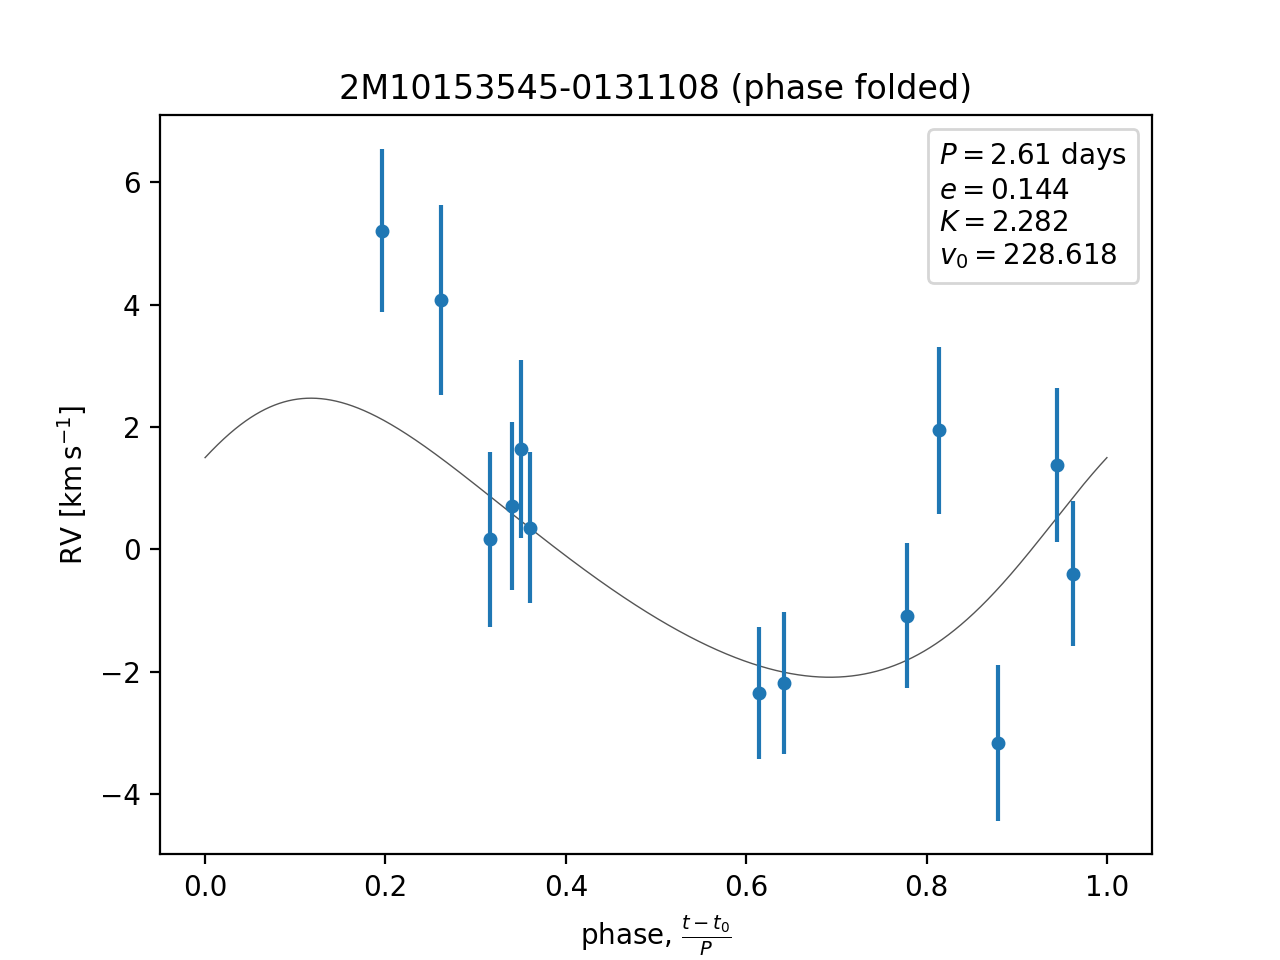 2M10153545-0131108 (phase folded)
P = 2.61 days
e = 0.144
K = 2.282
v₀ = 228.618
RV [km s⁻¹]
6
4
2
0
−2
−4
0.0 0.2 0.4 0.6 0.8 1.0
phase, (t − t₀)/P